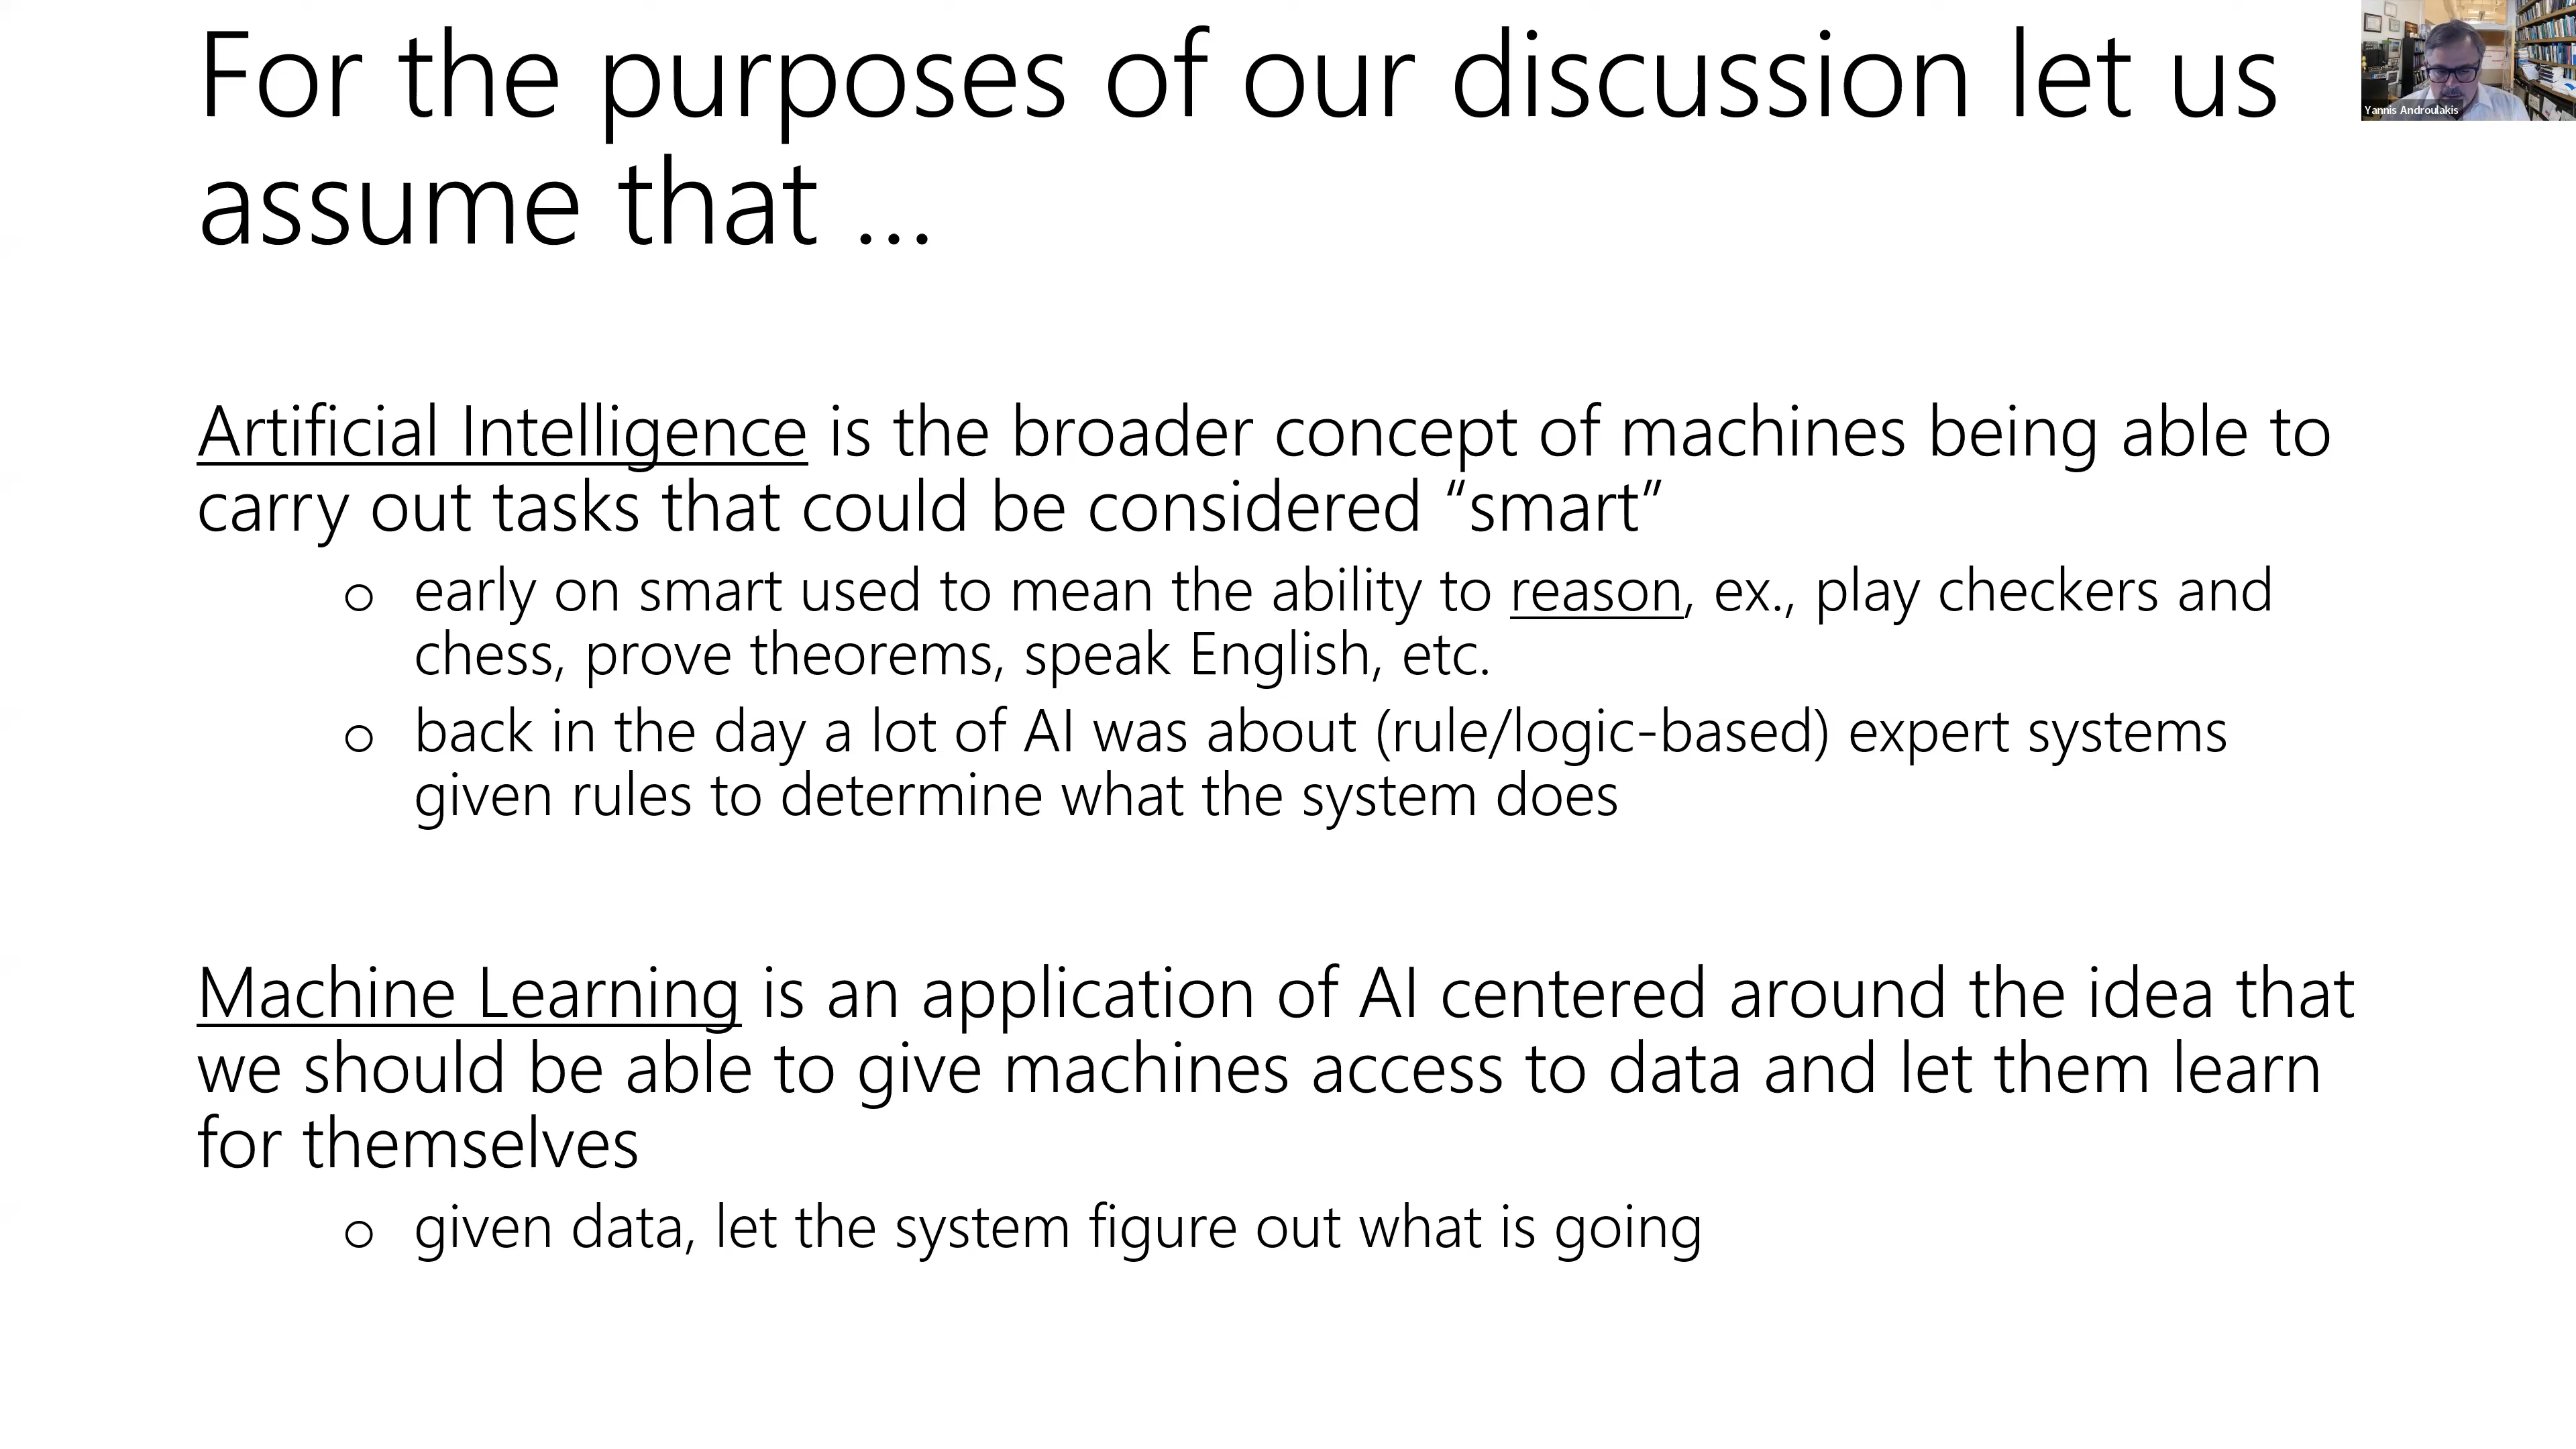 For the purposes of our discussion let us
assume that ...
Yannis Androulakis
Artificial Intelligence is the broader concept of machines being able to
carry out tasks that could be considered “smart”
o early on smart used to mean the ability to reason, ex., play checkers and
chess, prove theorems, speak English, etc.
o back in the day a lot of AI was about (rule/logic-based) expert systems
given rules to determine what the system does
Machine Learning is an application of AI centered around the idea that
we should be able to give machines access to data and let them learn
for themselves
o given data, let the system figure out what is going